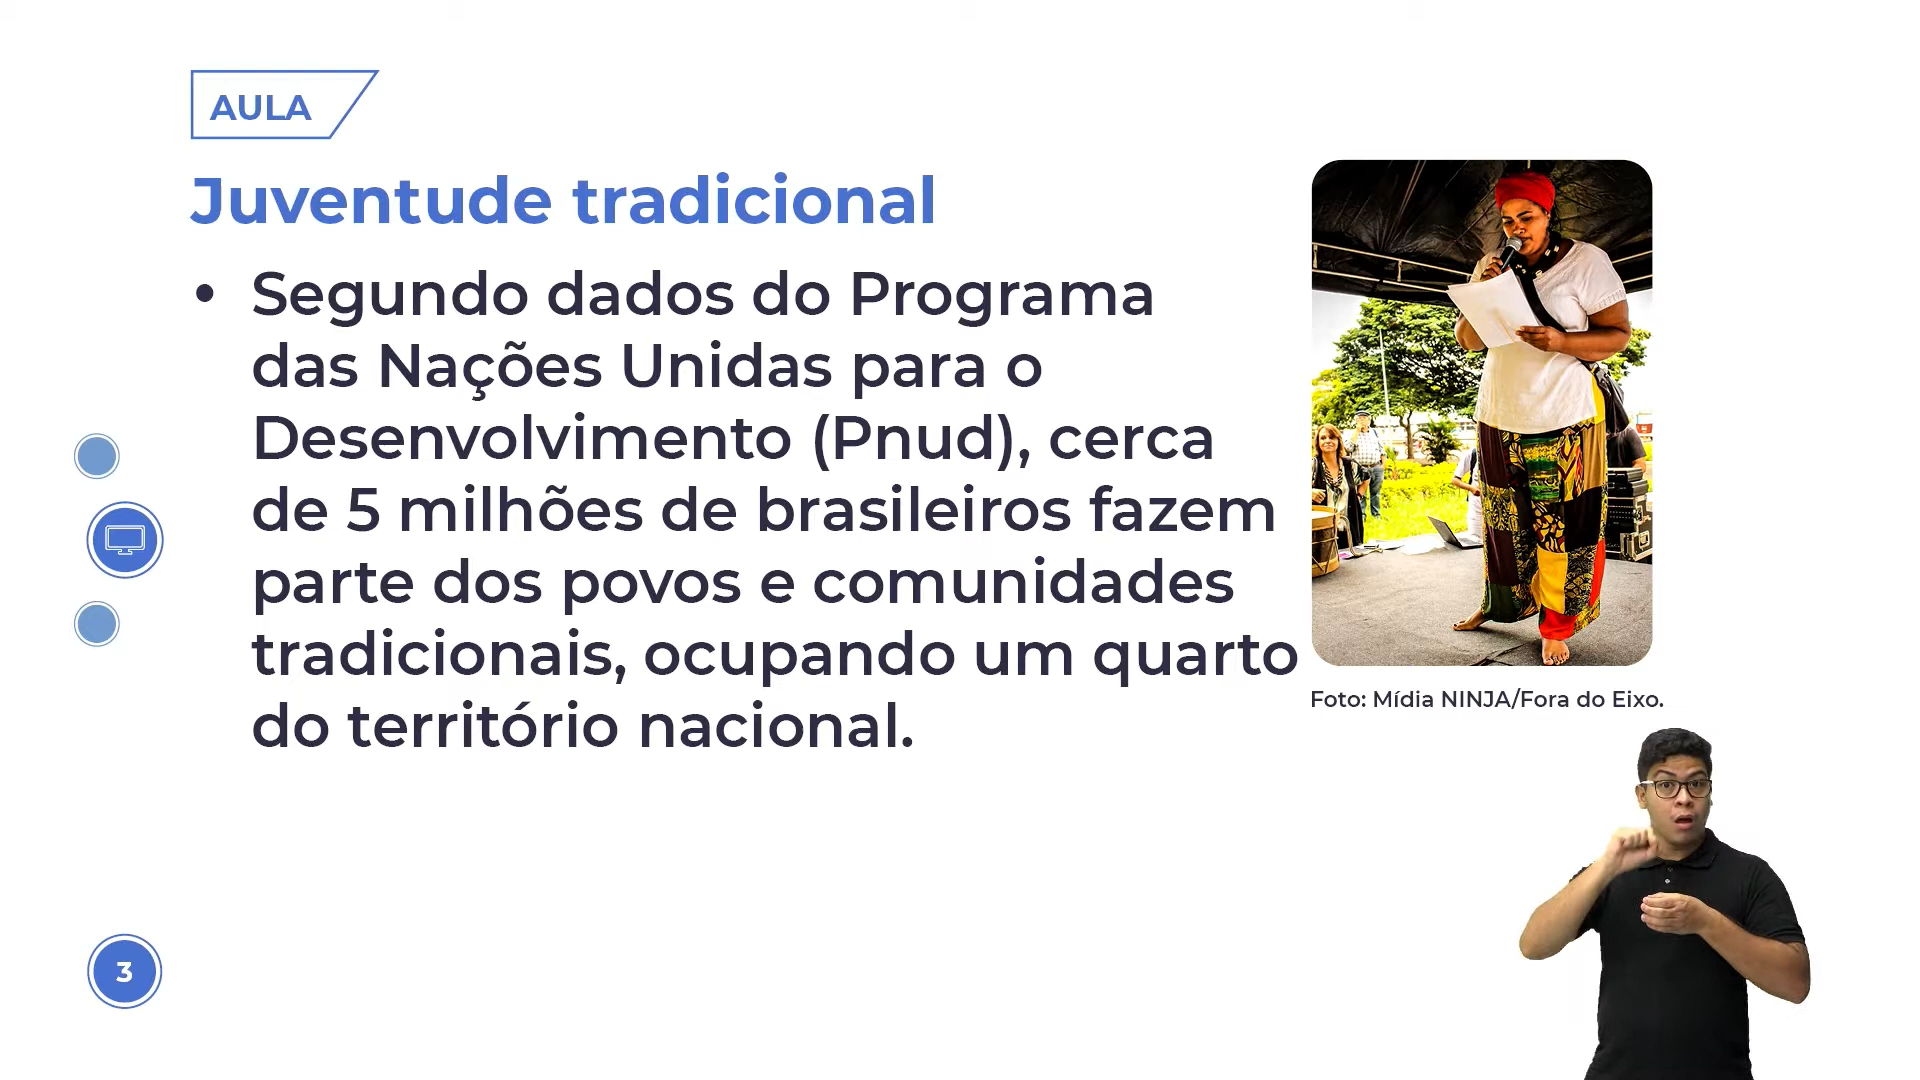 AULA
Juventude tradicional
• Segundo dados do Programa
das Nações Unidas para o
Desenvolvimento (Pnud), cerca
de 5 milhões de brasileiros fazem
parte dos povos e comunidades
tradicionais, ocupando um quarto
do território nacional.
Foto: Mídia NINJA/Fora do Eixo.
3